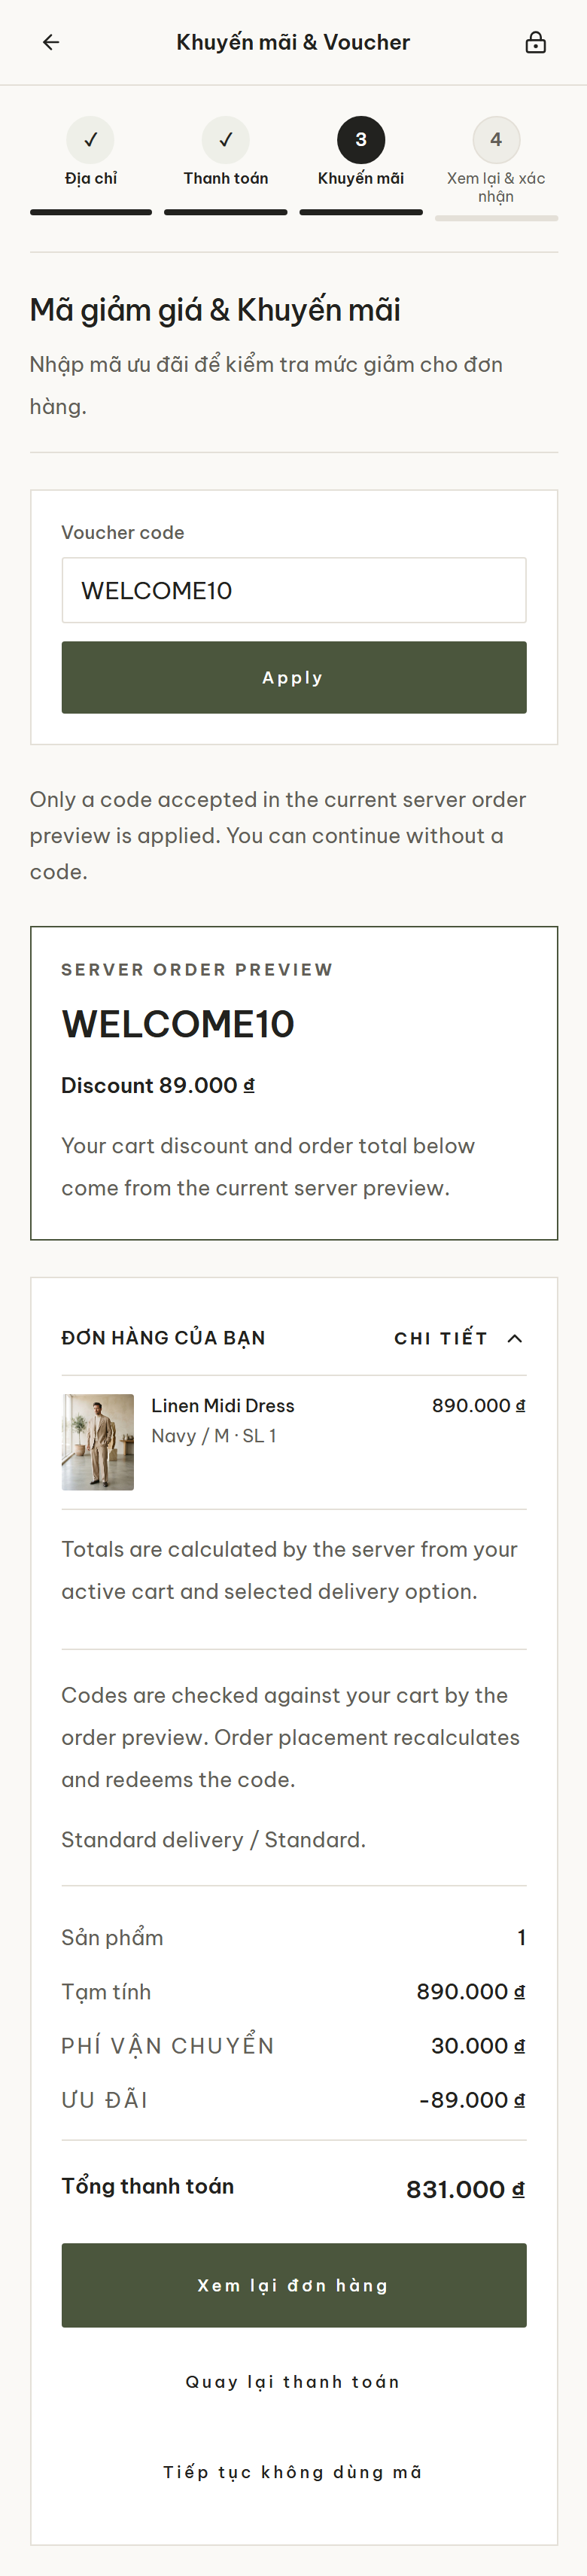 Khuyến mãi & Voucher
✓
✓
3
4
Địa chỉ
Thanh toán
Khuyến mãi
Xem lại & xác
nhận
Mã giảm giá & Khuyến mãi
Nhập mã ưu đãi để kiểm tra mức giảm cho đơn
hàng.
Voucher code
WELCOME10
Apply
Only a code accepted in the current server order
preview is applied. You can continue without a
code.
SERVER ORDER PREVIEW
WELCOME10
Discount 89.000 ₫
Your cart discount and order total below
come from the current server preview.
ĐƠN HÀNG CỦA BẠN
CHI TIẾT
Linen Midi Dress
890.000 ₫
Navy / M · SL 1
Totals are calculated by the server from your
active cart and selected delivery option.
Codes are checked against your cart by the
order preview. Order placement recalculates
and redeems the code.
Standard delivery / Standard.
Sản phẩm
1
Tạm tính
890.000 ₫
PHÍ VẬN CHUYỂN
30.000 ₫
ƯU ĐÃI
-89.000 ₫
Tổng thanh toán
831.000 ₫
Xem lại đơn hàng
Quay lại thanh toán
Tiếp tục không dùng mã